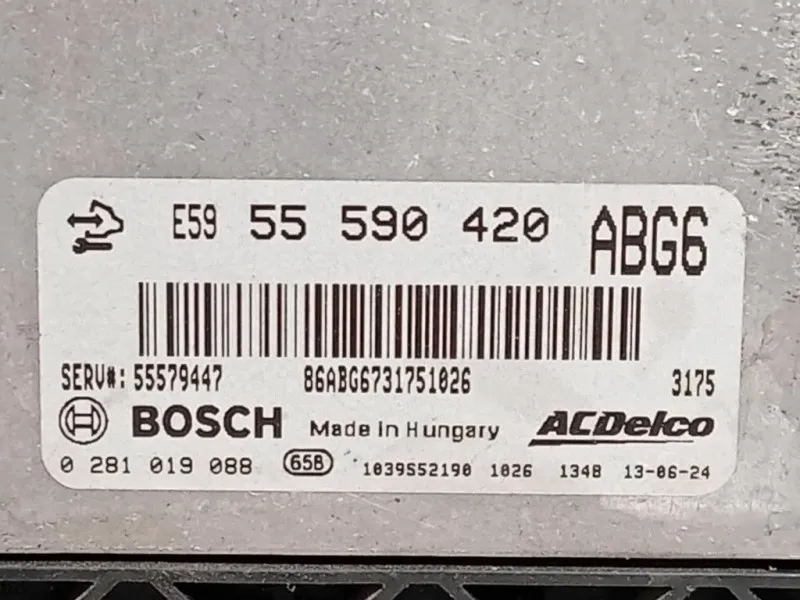 E59 55 590 420 ABG6
SERV#: 55579447 86ABG6731751026 3175
BOSCH Made in Hungary ACDelco
0 281 019 088 65B 1039S52190 1026 134B 13-06-24